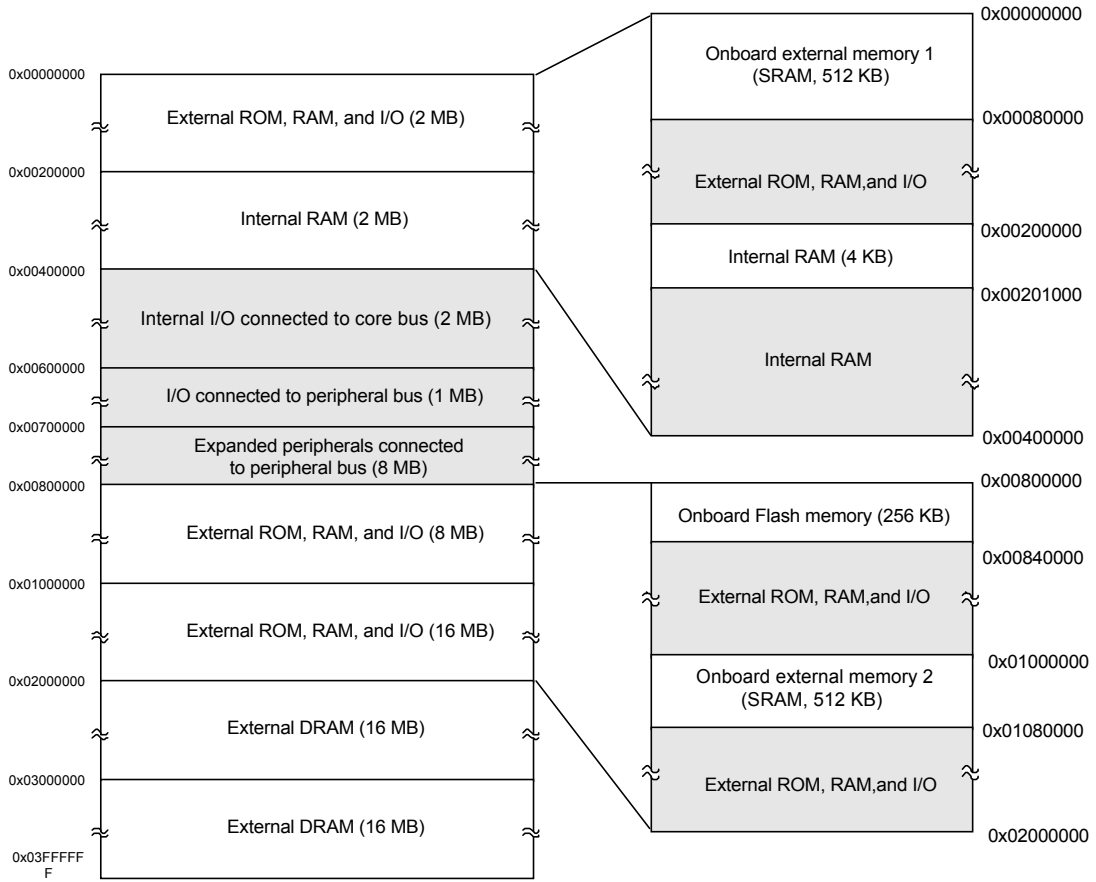 0x00000000
External ROM, RAM, and I/O (2 MB)
0x00200000
Internal RAM (2 MB)
0x00400000
Internal I/O connected to core bus (2 MB)
0x00600000
I/O connected to peripheral bus (1 MB)
0x00700000
Expanded peripherals connected
to peripheral bus (8 MB)
0x00800000
External ROM, RAM, and I/O (8 MB)
0x01000000
External ROM, RAM, and I/O (16 MB)
0x02000000
External DRAM (16 MB)
0x03000000
External DRAM (16 MB)
0x03FFFFF
F
0x00000000
Onboard external memory 1
(SRAM, 512 KB)
0x00080000
External ROM, RAM,and I/O
0x00200000
Internal RAM (4 KB)
0x00201000
Internal RAM
0x00400000
0x00800000
Onboard Flash memory (256 KB)
0x00840000
External ROM, RAM,and I/O
0x01000000
Onboard external memory 2
(SRAM, 512 KB)
0x01080000
External ROM, RAM,and I/O
0x02000000